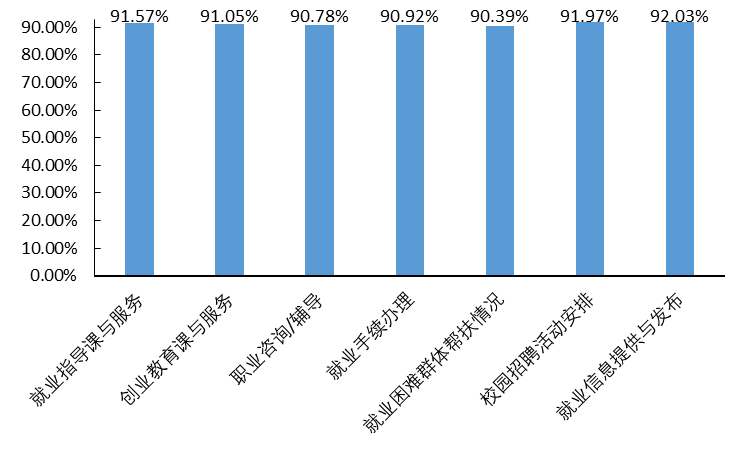 91.57%
91.05%
90.78%
90.92%
90.39%
91.97%
92.03%
90.00%
80.00%
70.00%
60.00%
50.00%
40.00%
30.00%
20.00%
10.00%
0.00%
就业指导课与服务
创业教育课与服务
职业咨询/辅导
就业手续办理
就业困难群体帮扶情况
校园招聘活动安排
就业信息提供与发布